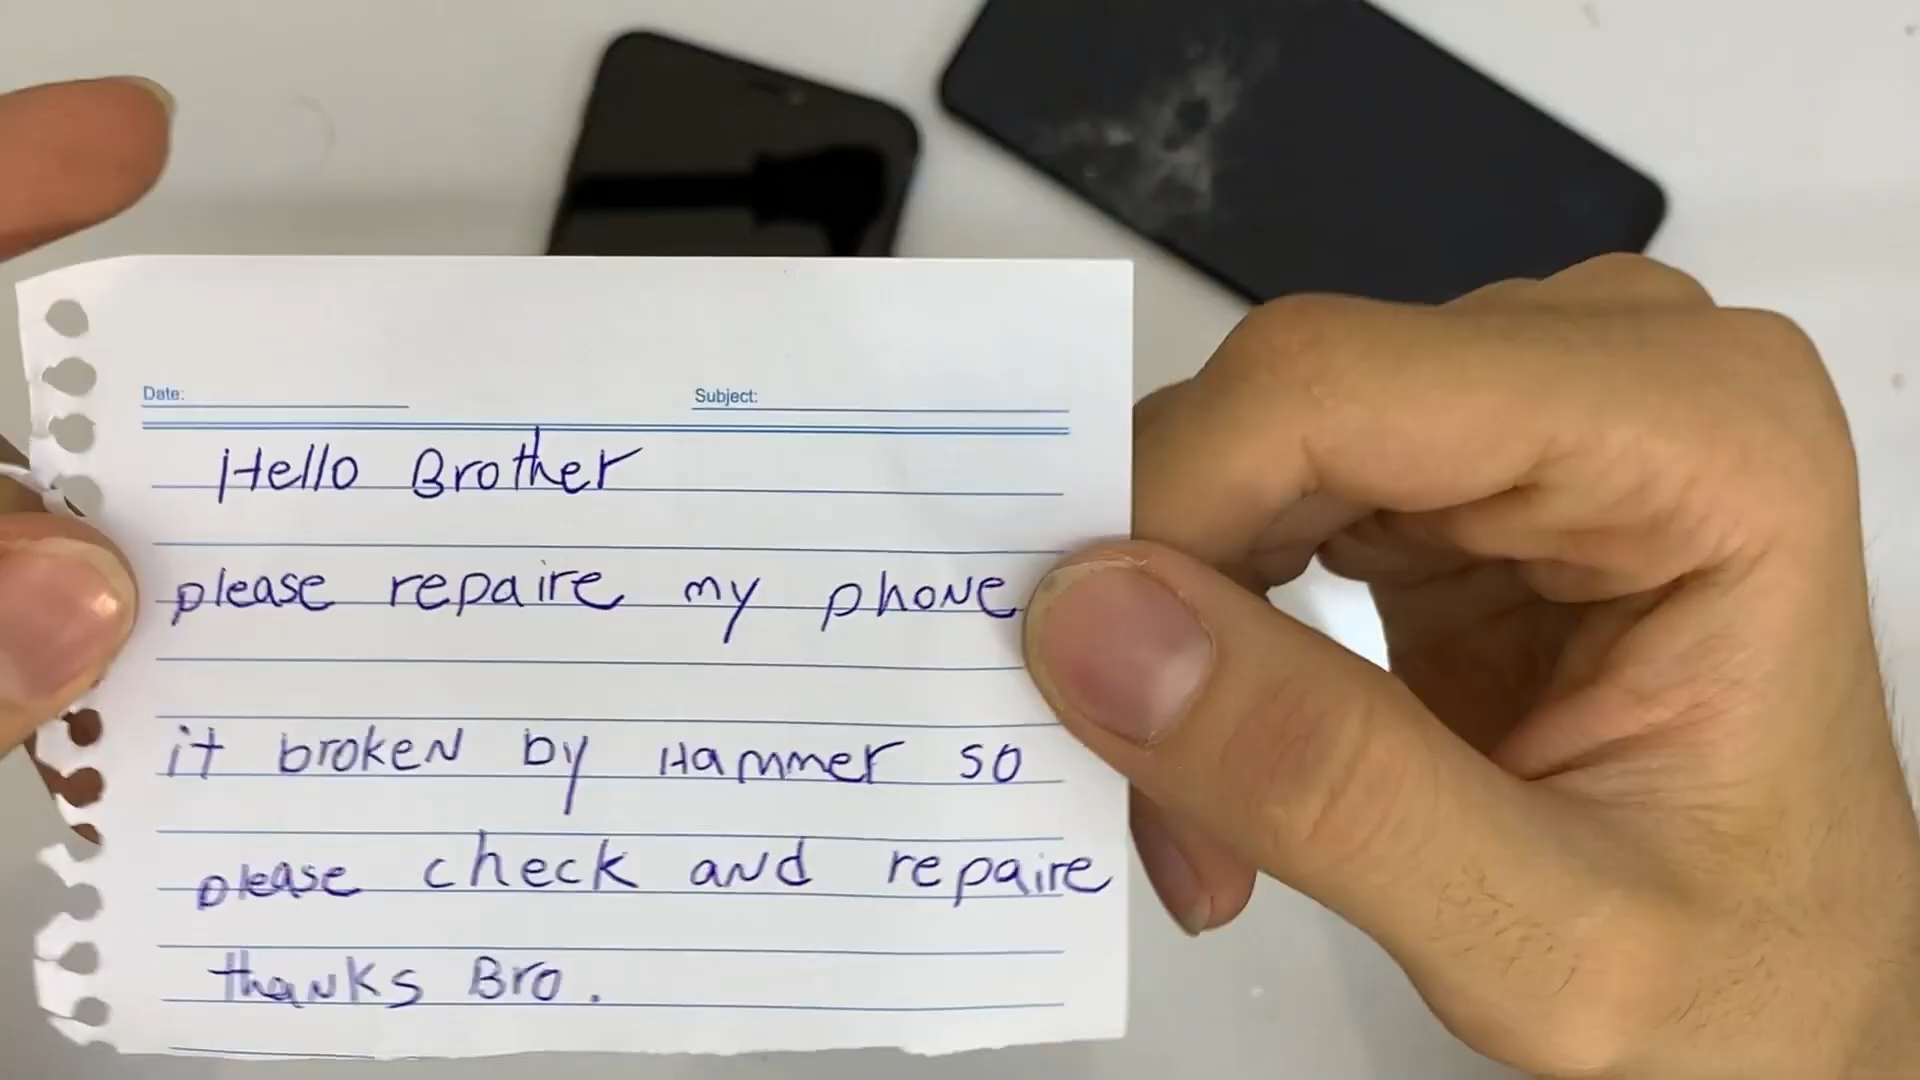 Date: Subject:
Hello Brother
please repaire my phone
it broken by Hammer so
please check and repaire
thanks Bro.